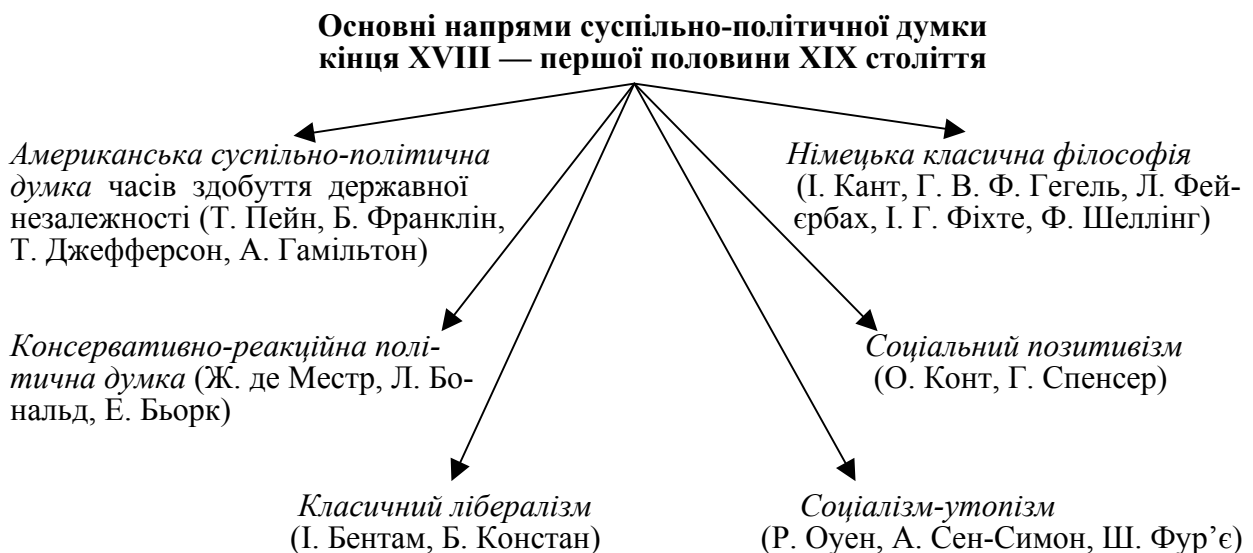 Основні напрями суспільно-політичної думки
кінця XVIII — першої половини XIX століття
Американська суспільно-політична
думка часів здобуття державної
незалежності (Т. Пейн, Б. Франклін,
Т. Джефферсон, А. Гамільтон)
Німецька класична філософія
(І. Кант, Г. В. Ф. Гегель, Л. Фей-
єрбах, І. Г. Фіхте, Ф. Шеллінг)
Консервативно-реакційна полі-
тична думка (Ж. де Местр, Л. Бо-
нальд, Е. Бьорк)
Соціальний позитивізм
(О. Конт, Г. Спенсер)
Класичний лібералізм
(І. Бентам, Б. Констан)
Соціалізм-утопізм
(Р. Оуен, А. Сен-Симон, Ш. Фур’є)